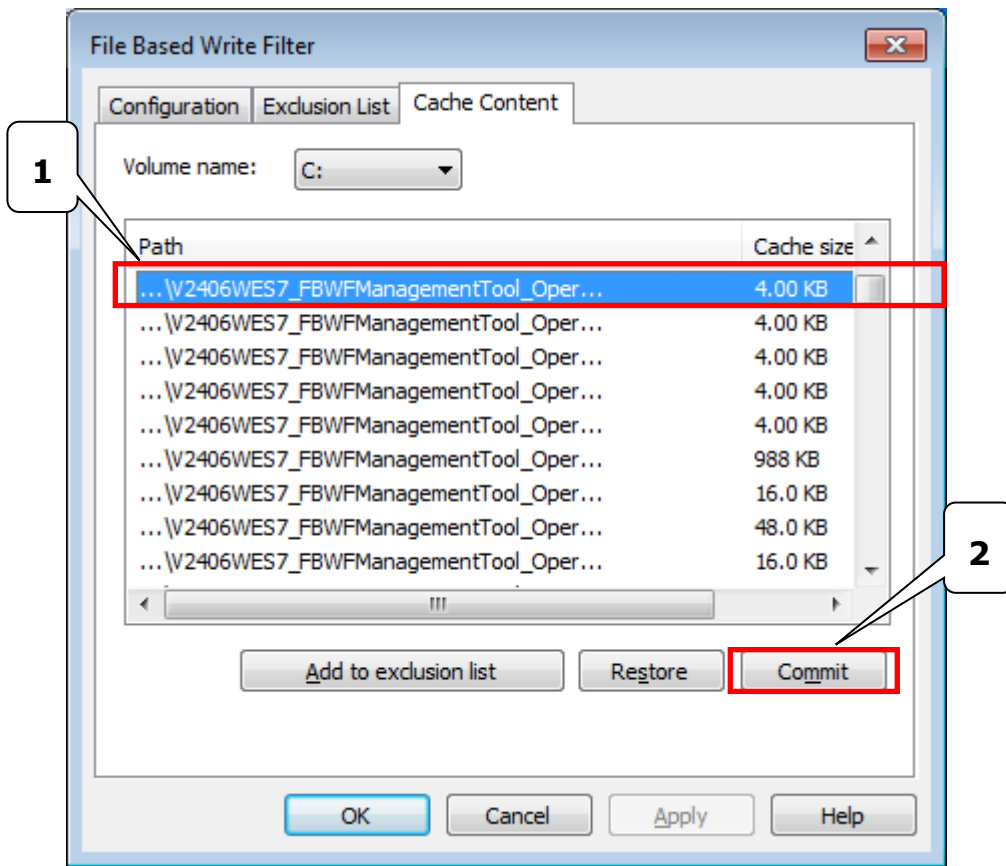 File Based Write Filter
Configuration Exclusion List Cache Content
1
Volume name: C:
Path Cache size
...\V2406WES7_FBWFManagementTool_Oper... 4.00 KB
...\V2406WES7_FBWFManagementTool_Oper... 4.00 KB
...\V2406WES7_FBWFManagementTool_Oper... 4.00 KB
...\V2406WES7_FBWFManagementTool_Oper... 4.00 KB
...\V2406WES7_FBWFManagementTool_Oper... 4.00 KB
...\V2406WES7_FBWFManagementTool_Oper... 988 KB
...\V2406WES7_FBWFManagementTool_Oper... 16.0 KB
...\V2406WES7_FBWFManagementTool_Oper... 48.0 KB
...\V2406WES7_FBWFManagementTool_Oper... 16.0 KB
2
Add to exclusion list Restore Commit
OK Cancel Apply Help